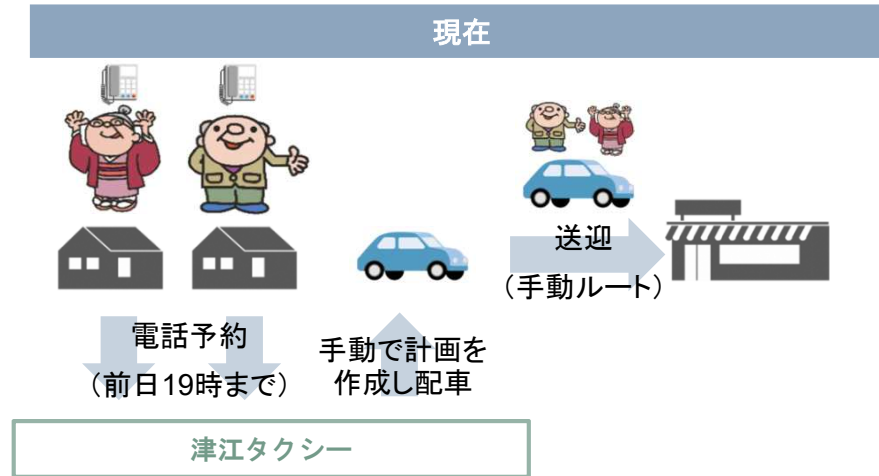 現在
送迎
（手動ルート）
電話予約
（前日19時まで）
手動で計画を
作成し配車
津江タクシー